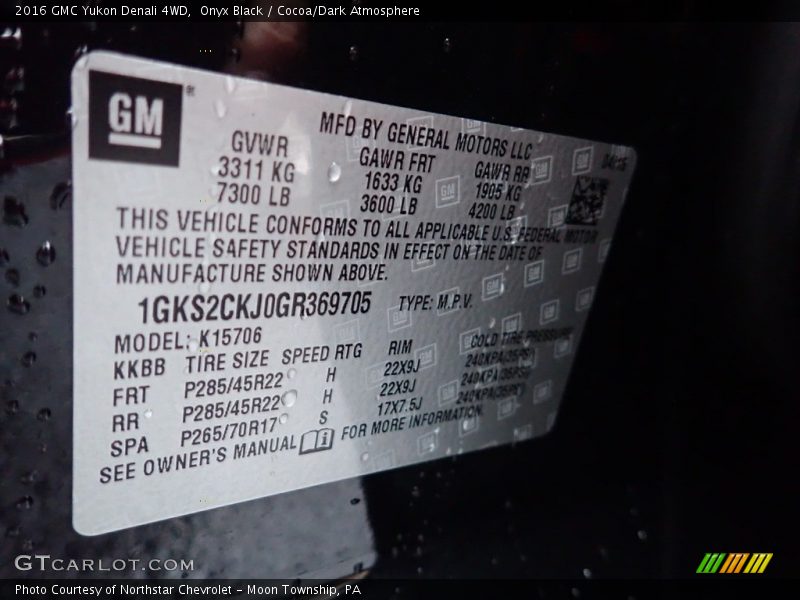 2016 GMC Yukon Denali 4WD, Onyx Black / Cocoa/Dark Atmosphere
GM
MFD BY GENERAL MOTORS LLC
GVWR GAWR FRT GAWR RR
3311 KG 1633 KG 1905 KG
7300 LB 3600 LB 4200 LB
THIS VEHICLE CONFORMS TO ALL APPLICABLE U.S. FEDERAL MOTOR
VEHICLE SAFETY STANDARDS IN EFFECT ON THE DATE OF
MANUFACTURE SHOWN ABOVE.
1GKS2CKJ0GR369705 TYPE: M.P.V.
MODEL: K15706
KKBB TIRE SIZE SPEED RTG RIM COLD TIRE PRESSURE
FRT P285/45R22 H 22X9J 240KPA(35PSI)
RR P285/45R22 H 22X9J 240KPA(35PSI)
SPA P265/70R17 S 17X7.5J 240KPA(35PSI)
SEE OWNER'S MANUAL FOR MORE INFORMATION.
GTCARLOT.COM
Photo Courtesy of Northstar Chevrolet - Moon Township, PA